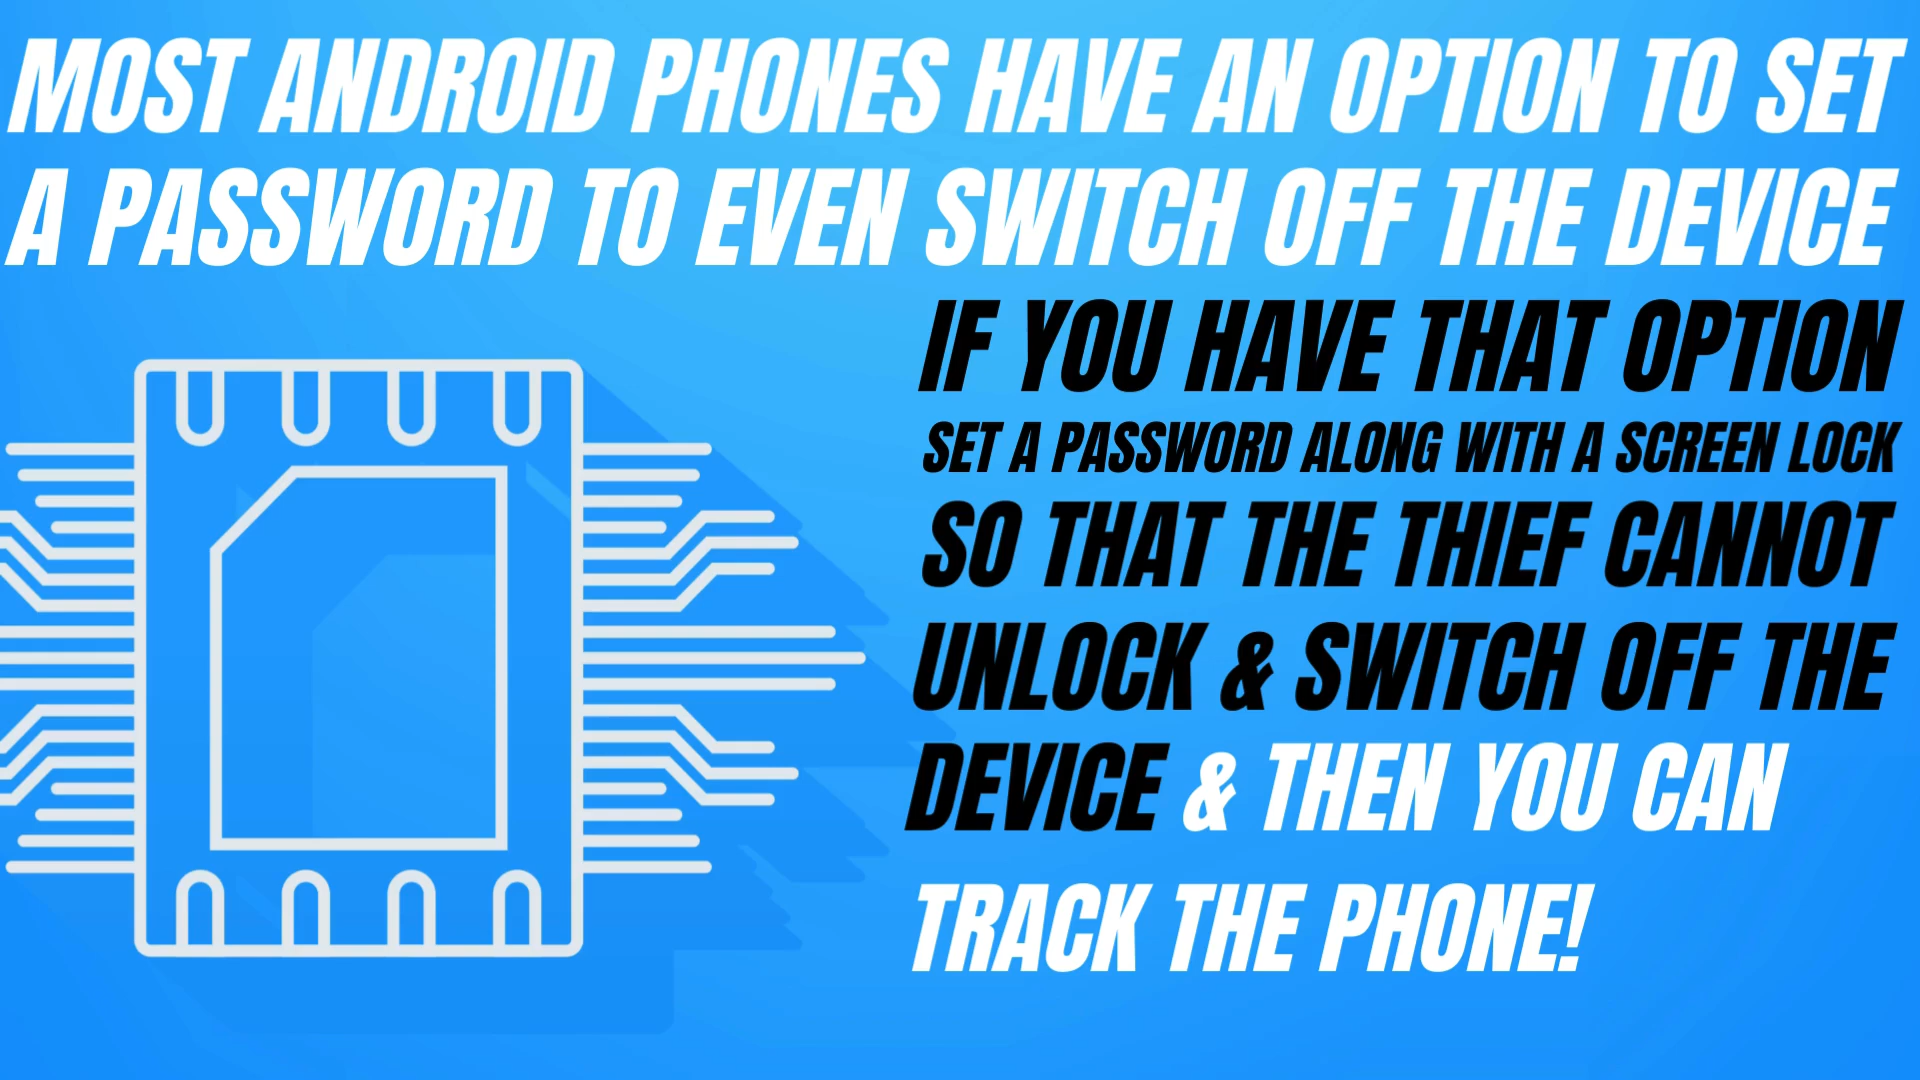 MOST ANDROID PHONES HAVE AN OPTION TO SET
A PASSWORD TO EVEN SWITCH OFF THE DEVICE
IF YOU HAVE THAT OPTION
SET A PASSWORD ALONG WITH A SCREEN LOCK
SO THAT THE THIEF CANNOT
UNLOCK & SWITCH OFF THE
DEVICE & THEN YOU CAN
TRACK THE PHONE!